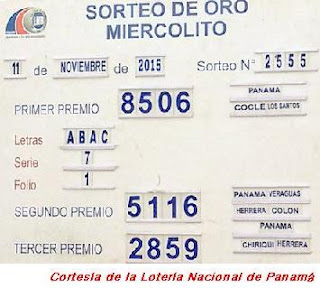 SORTEO DE ORO
MIERCOLITO
11 de NOVIEMBRE de 2015 Sorteo Nº 2555
PRIMER PREMIO 8506 PANAMA
COCLE LOS SANTOS
Letras ABAC
Serie 7
Folio 1
SEGUNDO PREMIO 5116 PANAMA VERAGUAS
HERRERA COLON
TERCER PREMIO 2859 PANAMA
CHIRIQUI HERRERA
Cortesía de la Lotería Nacional de Panamá